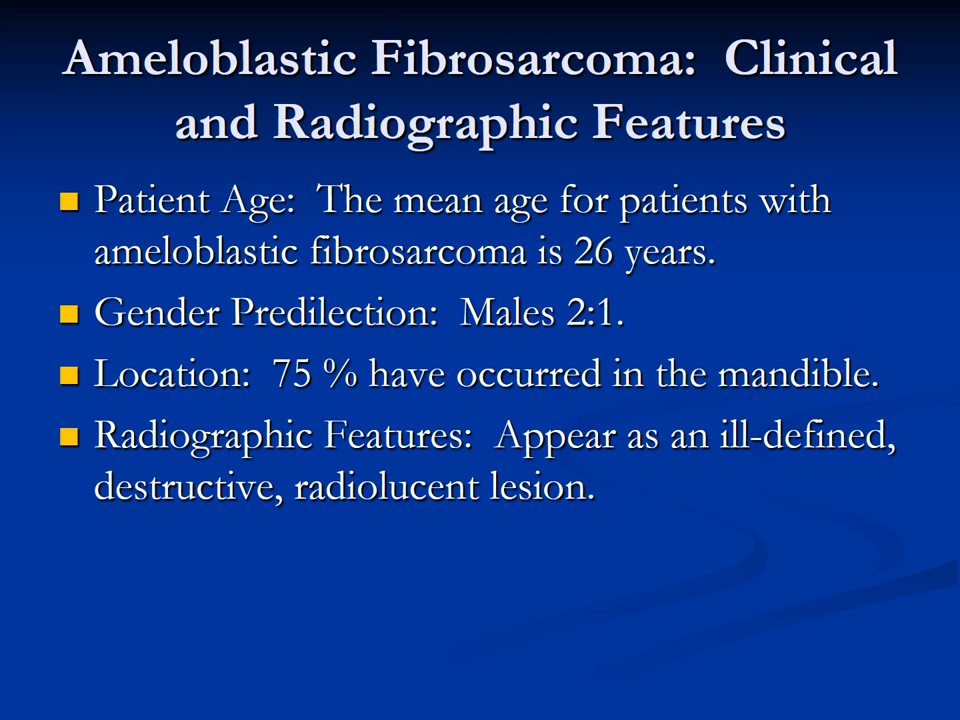 Ameloblastic Fibrosarcoma:  Clinical
and Radiographic Features
Patient Age:  The mean age for patients with
ameloblastic fibrosarcoma is 26 years.
Gender Predilection:  Males 2:1.
Location:  75 % have occurred in the mandible.
Radiographic Features:  Appear as an ill-defined,
destructive, radiolucent lesion.